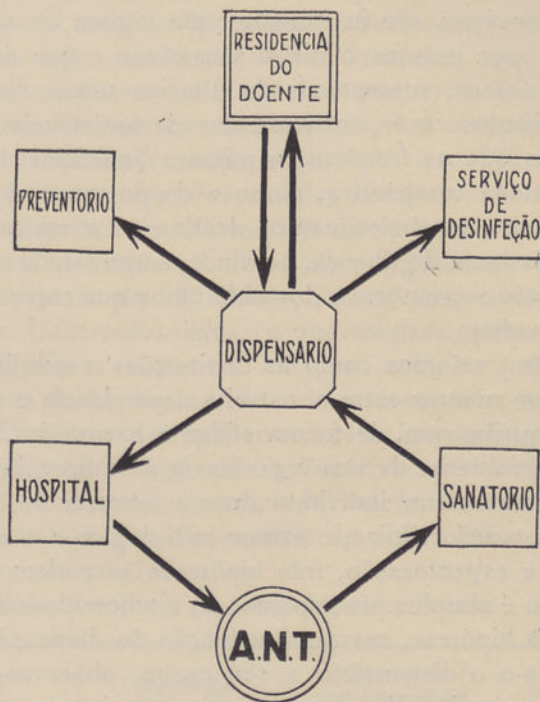 RESIDENCIA
DO
DOENTE
PREVENTORIO
SERVIÇO
DE
DESINFEÇÃO
DISPENSARIO
HOSPITAL
SANATORIO
A.N.T.